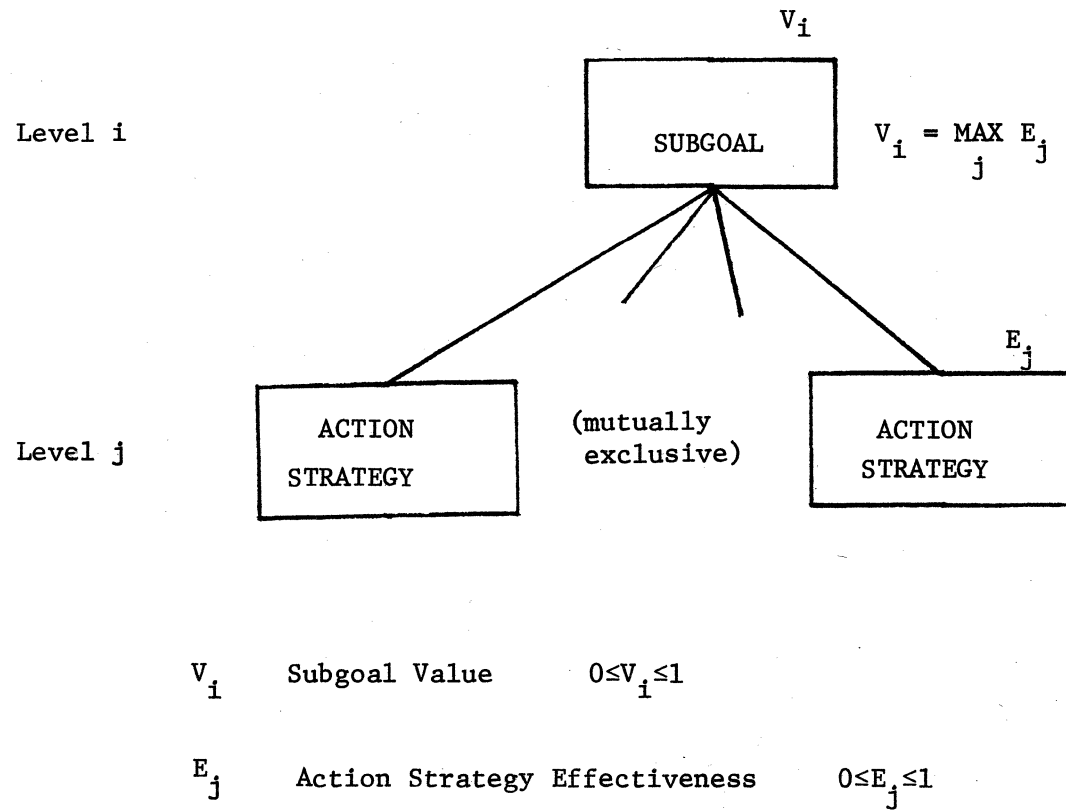 V_i
Level i
SUBGOAL
V_i = MAX E_j
j
E_j
Level j
ACTION
STRATEGY
(mutually
exclusive)
ACTION
STRATEGY
V_i Subgoal Value 0≤V_i≤1
E_j Action Strategy Effectiveness 0≤E_j≤1